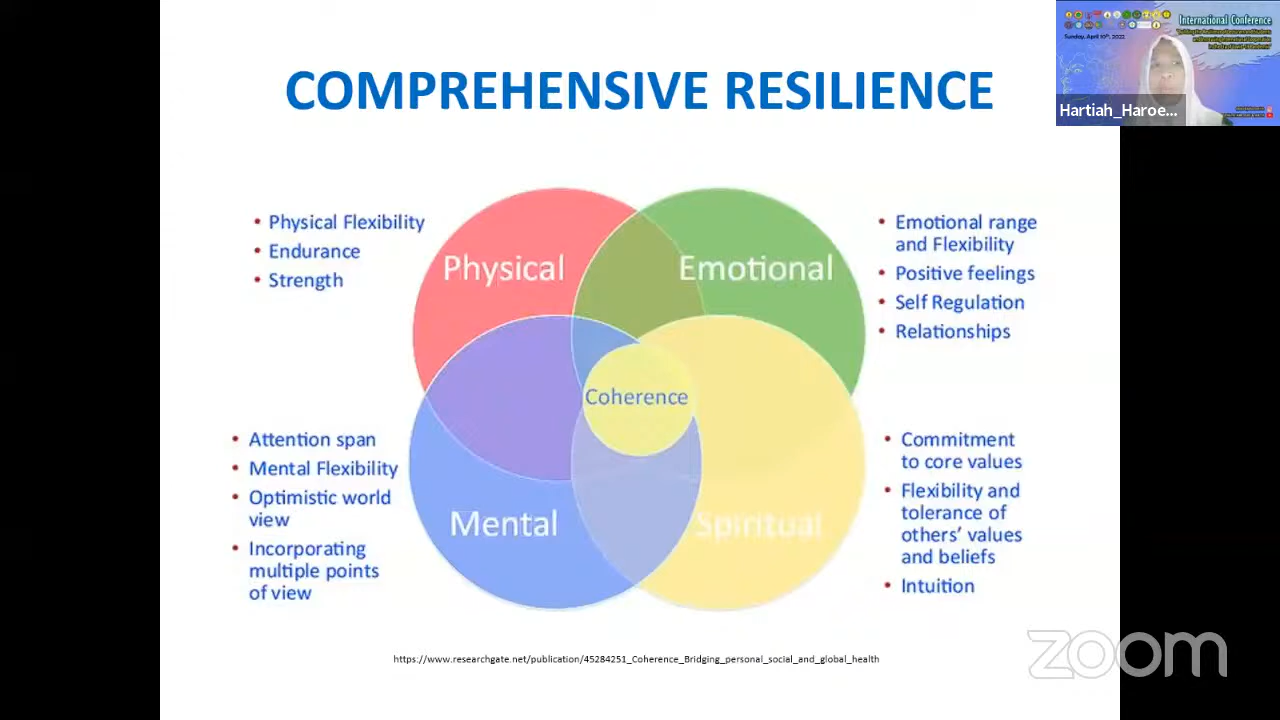 COMPREHENSIVE RESILIENCE
International Conference
Hartiah_Haroe...
• Physical Flexibility
• Endurance
• Strength
Physical
Emotional
• Emotional range
and Flexibility
• Positive feelings
• Self Regulation
• Relationships
Coherence
• Attention span
• Mental Flexibility
• Optimistic world
view
• Incorporating
multiple points
of view
Mental
Spiritual
• Commitment
to core values
• Flexibility and
tolerance of
others’ values
and beliefs
• Intuition
https://www.researchgate.net/publication/45284251_Coherence_Bridging_personal_social_and_global_health
zoom